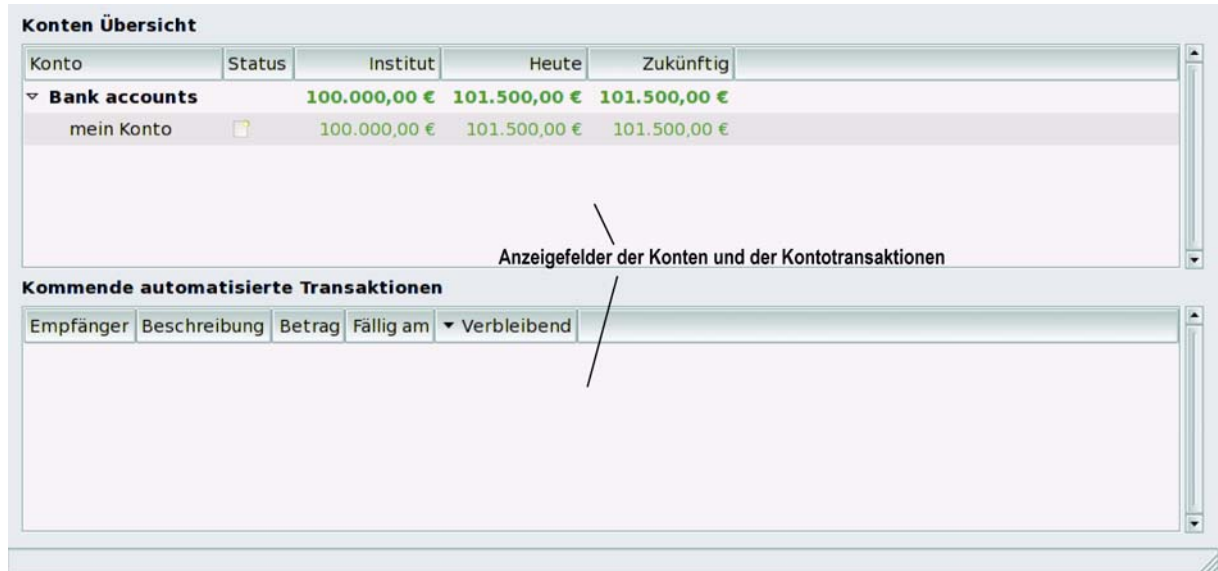 Konten Übersicht
Konto Status Institut Heute Zukünftig
Bank accounts 100.000,00 € 101.500,00 € 101.500,00 €
mein Konto 100.000,00 € 101.500,00 € 101.500,00 €
Anzeigefelder der Konten und der Kontotransaktionen
Kommende automatisierte Transaktionen
Empfänger Beschreibung Betrag Fällig am Verbleibend